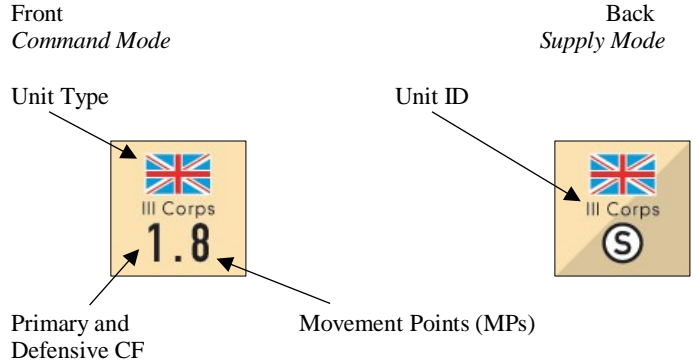 Front Back
Command Mode Supply Mode
Unit Type Unit ID
III Corps III Corps
1.8 S
Primary and Movement Points (MPs)
Defensive CF